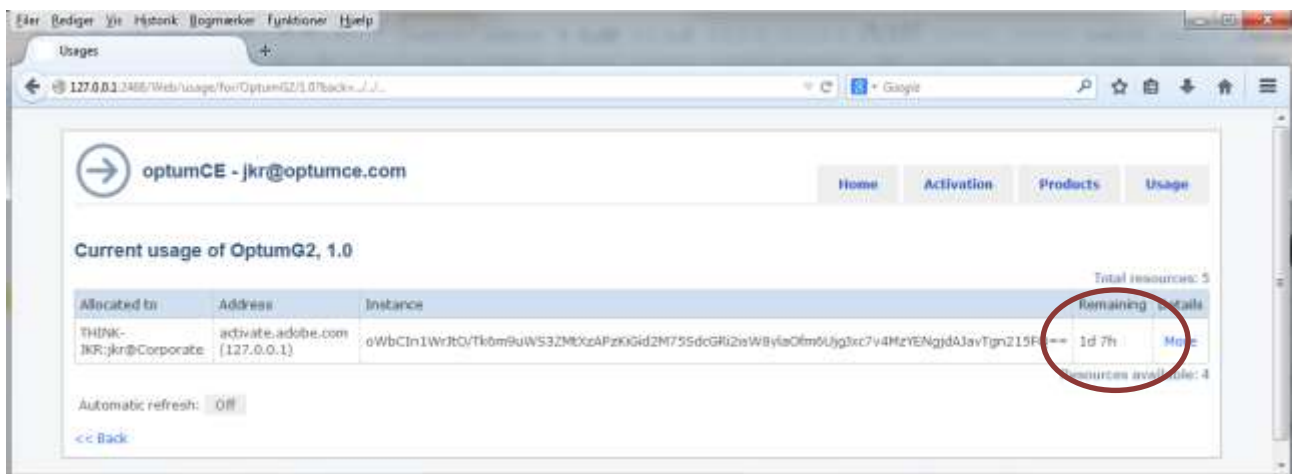 Filer Rediger Vis Historik Bogmærker Funktioner Hjælp
Usages +
127.0.0.1:2468/Web/usage/for/OptumG2/1.0?back=../../..
Google
optumCE - jkr@optumce.com
Home Activation Products Usage
Current usage of OptumG2, 1.0
Total resources: 5
Allocated to Address Instance Remaining Details
THINK- activate.adobe.com
JKR:jkr@Corporate (127.0.0.1) 1d 7h More
Resources available: 4
Automatic refresh: Off
<< Back